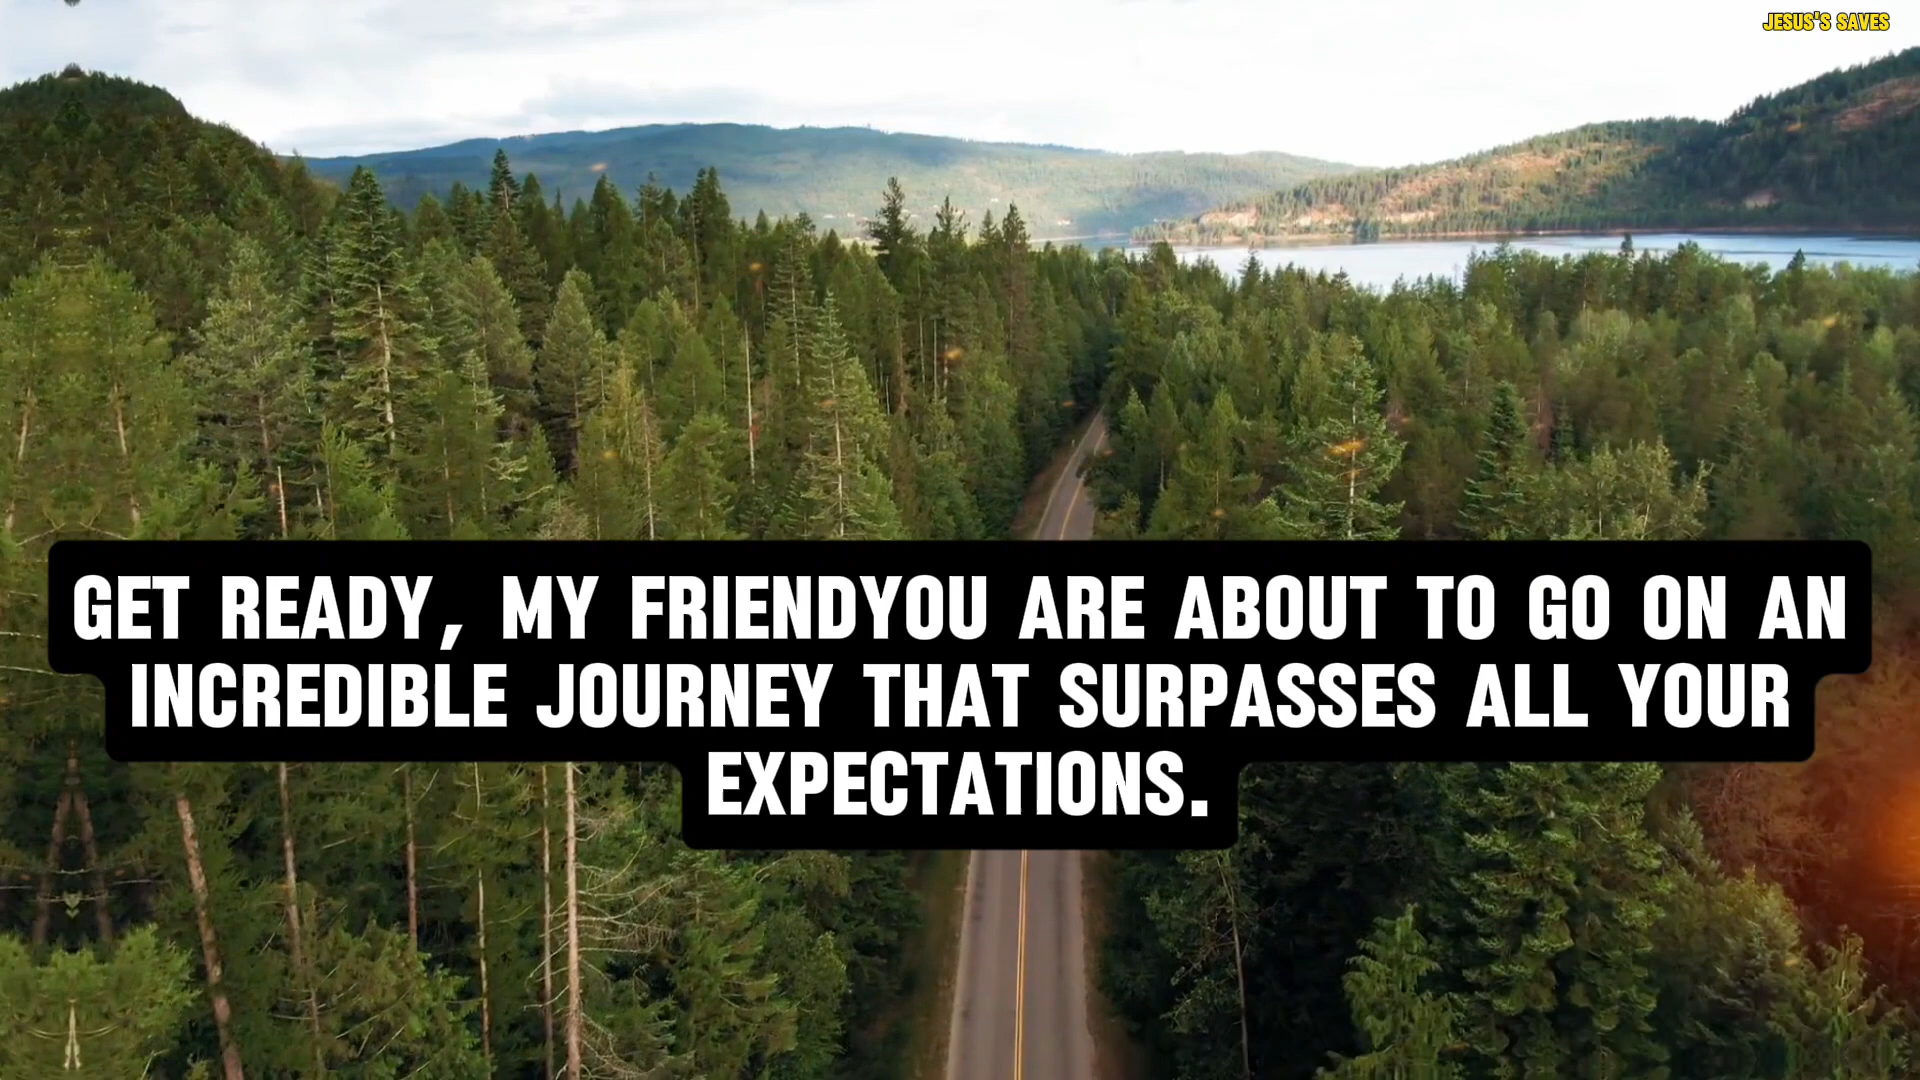 JESUS'S SAVES
GET READY, MY FRIENDYOU ARE ABOUT TO GO ON AN
INCREDIBLE JOURNEY THAT SURPASSES ALL YOUR
EXPECTATIONS.